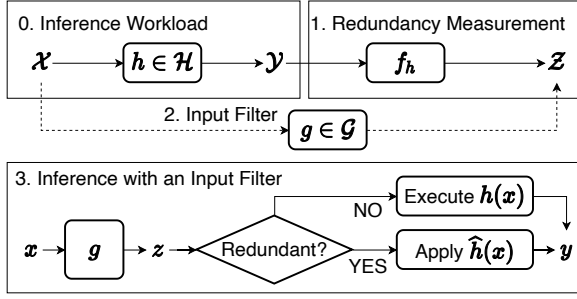 0. Inference Workload
1. Redundancy Measurement
𝒳 h ∈ ℋ 𝒴 f_h 𝒵
2. Input Filter
g ∈ 𝒢
3. Inference with an Input Filter
NO Execute h(x)
x g z Redundant? YES Apply ĥ(x) y